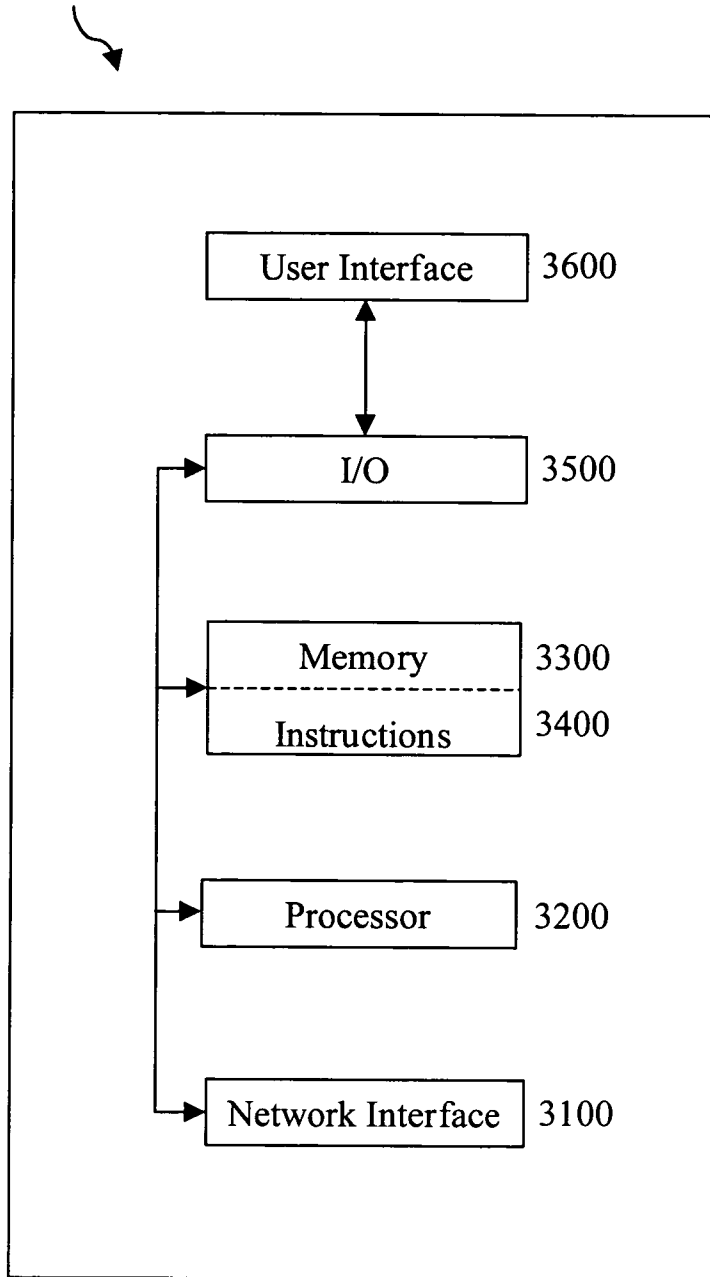 User Interface 3600
I/O 3500
Memory 3300
Instructions 3400
Processor 3200
Network Interface 3100